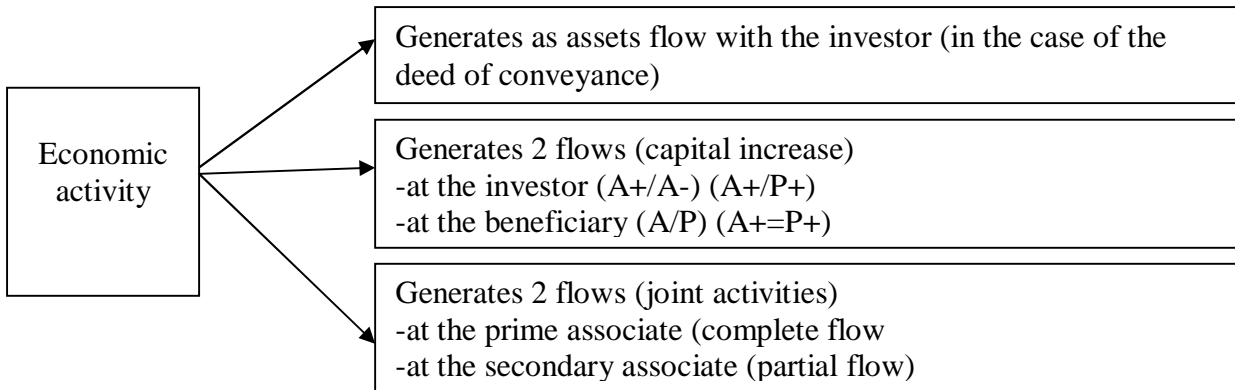 Economic
activity
Generates as assets flow with the investor (in the case of the
deed of conveyance)
Generates 2 flows (capital increase)
-at the investor (A+/A-) (A+/P+)
-at the beneficiary (A/P) (A+=P+)
Generates 2 flows (joint activities)
-at the prime associate (complete flow
-at the secondary associate (partial flow)